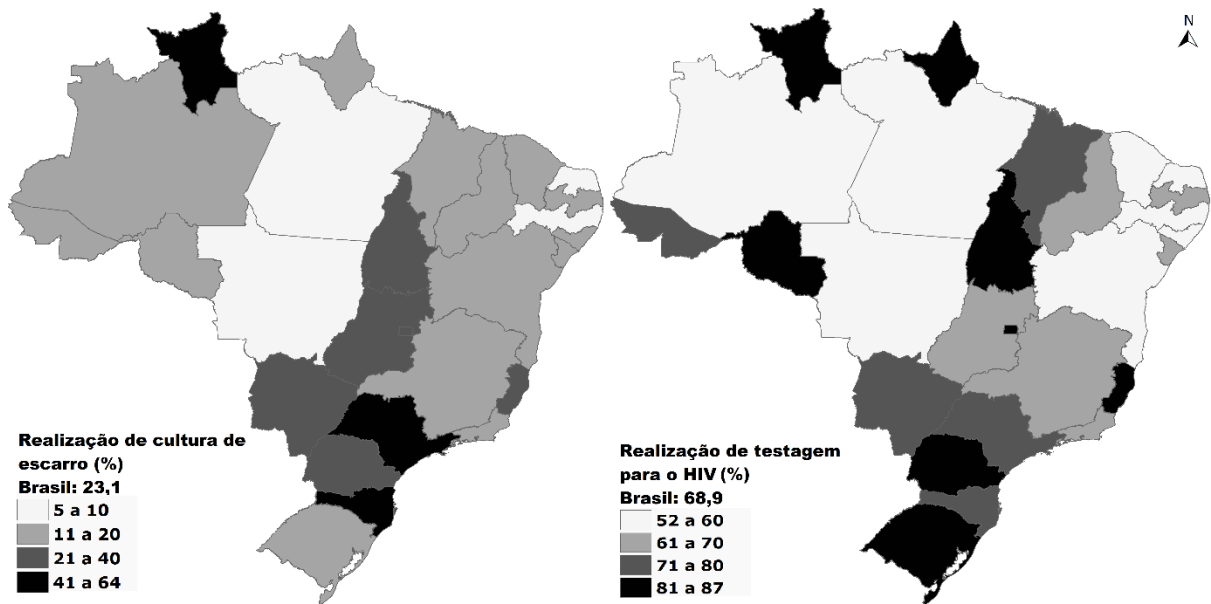 N
Realização de cultura de
escarro (%)
Brasil: 23,1
5 a 10
11 a 20
21 a 40
41 a 64
Realização de testagem
para o HIV (%)
Brasil: 68,9
52 a 60
61 a 70
71 a 80
81 a 87